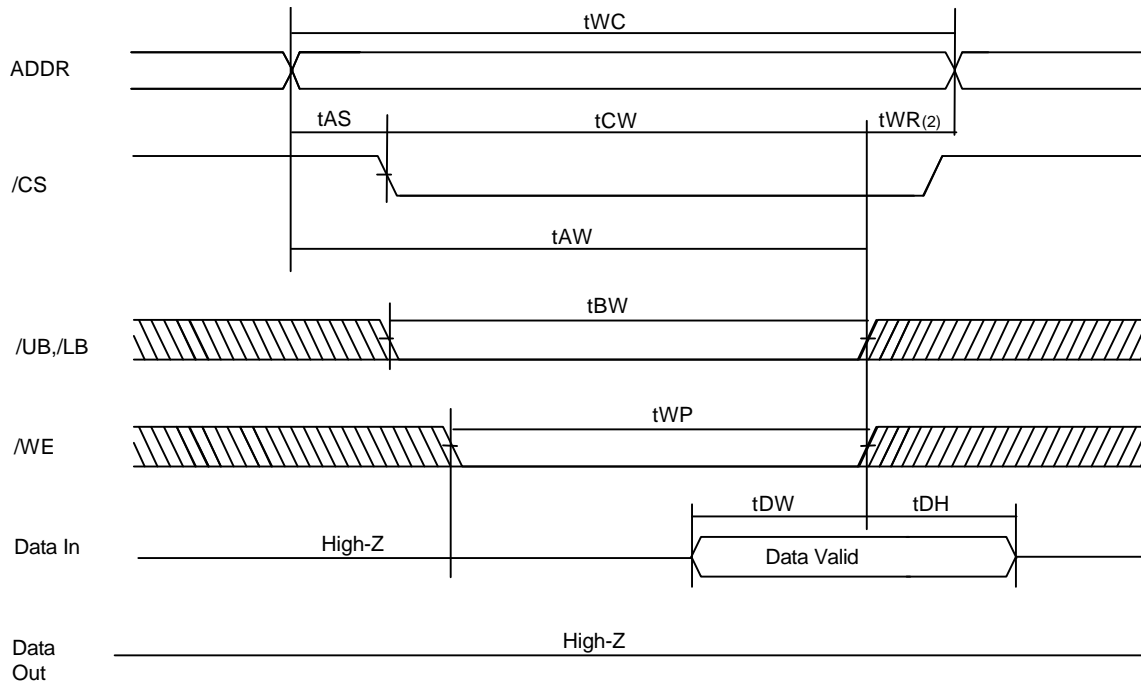 tWC
ADDR
tAS tCW tWR(2)
/CS
tAW
tBW
/UB,/LB
tWP
/WE
tDW tDH
Data In High-Z Data Valid
High-Z
Data
Out